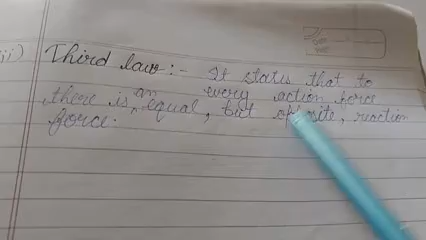 iii) Third law :- It states that to
every action force
there is an equal, but opposite, reaction
force.